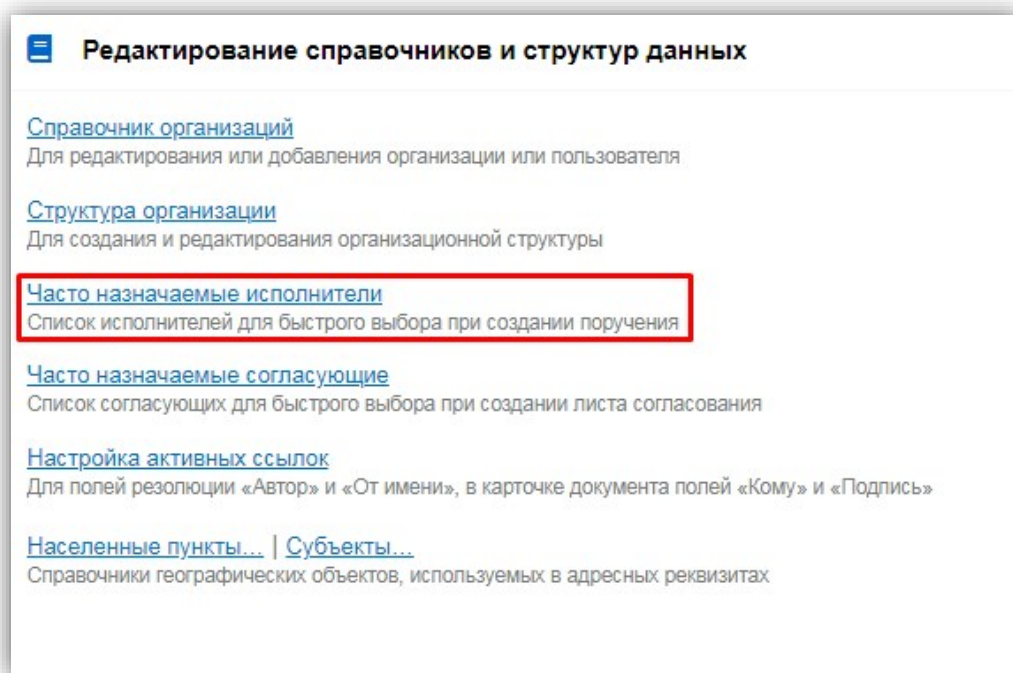 Редактирование справочников и структур данных
Справочник организаций
Для редактирования или добавления организации или пользователя
Структура организации
Для создания и редактирования организационной структуры
Часто назначаемые исполнители
Список исполнителей для быстрого выбора при создании поручения
Часто назначаемые согласующие
Список согласующих для быстрого выбора при создании листа согласования
Настройка активных ссылок
Для полей резолюции «Автор» и «От имени», в карточке документа полей «Кому» и «Подпись»
Населенные пункты... | Субъекты...
Справочники географических объектов, используемых в адресных реквизитах